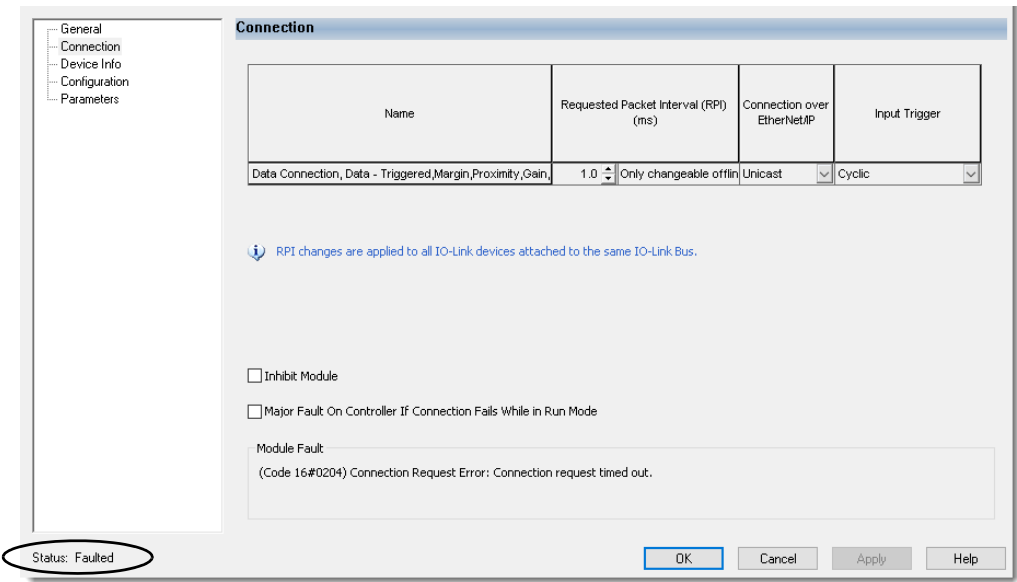 General
Connection
Device Info
Configuration
Parameters
Connection
Name
Requested Packet Interval (RPI)
(ms)
Connection over
EtherNet/IP
Input Trigger
Data Connection, Data - Triggered,Margin,Proximity,Gain,
1.0
Only changeable offlin
Unicast
Cyclic
RPI changes are applied to all IO-Link devices attached to the same IO-Link Bus.
Inhibit Module
Major Fault On Controller If Connection Fails While in Run Mode
Module Fault
(Code 16#0204) Connection Request Error: Connection request timed out.
Status: Faulted
OK
Cancel
Apply
Help